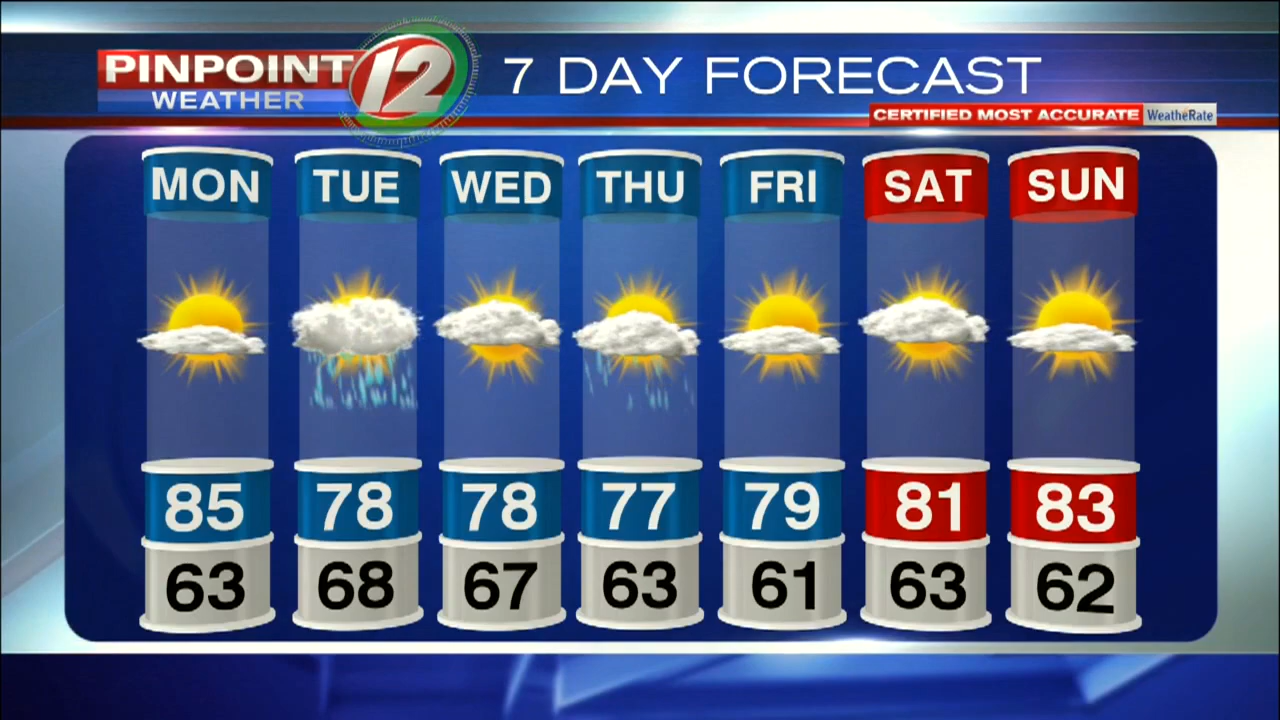 PINPOINT 12
WEATHER
7 DAY FORECAST
CERTIFIED MOST ACCURATE WeatheRate
MON TUE WED THU FRI SAT SUN
85 78 78 77 79 81 83
63 68 67 63 61 63 62